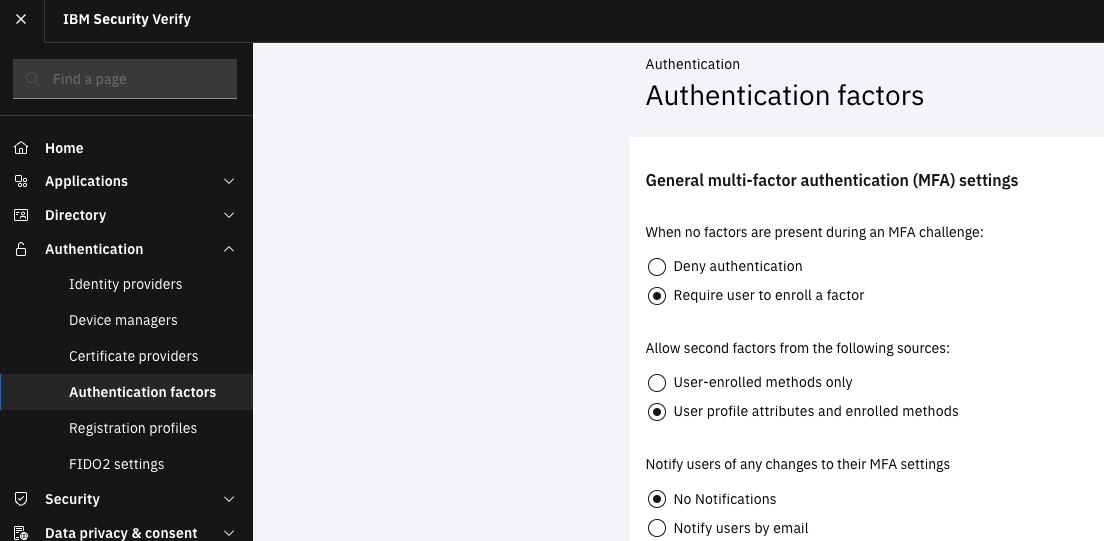 IBM Security Verify
Find a page
Home
Applications
Directory
Authentication
Identity providers
Device managers
Certificate providers
Authentication factors
Registration profiles
FIDO2 settings
Security
Data privacy & consent
Authentication
Authentication factors
General multi-factor authentication (MFA) settings
When no factors are present during an MFA challenge:
Deny authentication
Require user to enroll a factor
Allow second factors from the following sources:
User-enrolled methods only
User profile attributes and enrolled methods
Notify users of any changes to their MFA settings
No Notifications
Notify users by email